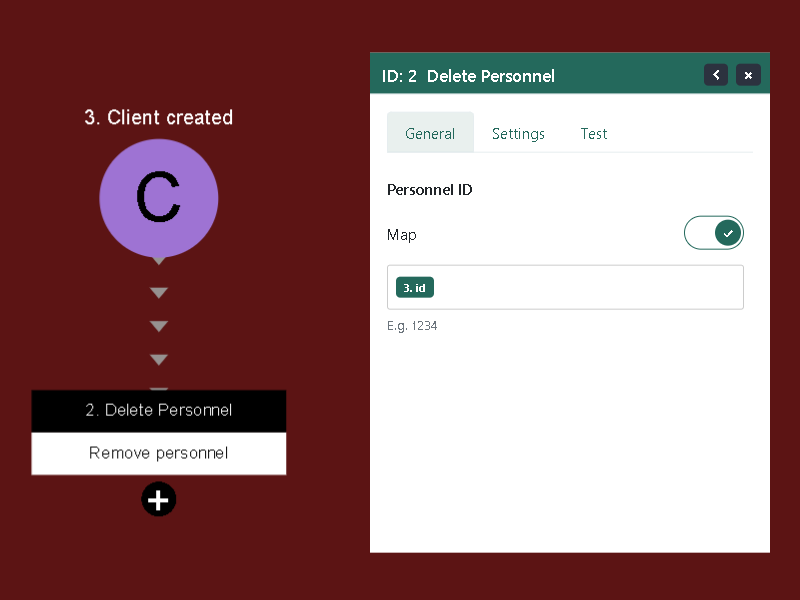 3. Client created
C
2. Delete Personnel
Remove personnel
ID: 2 Delete Personnel
General Settings Test
Personnel ID
Map
3. id
E.g. 1234